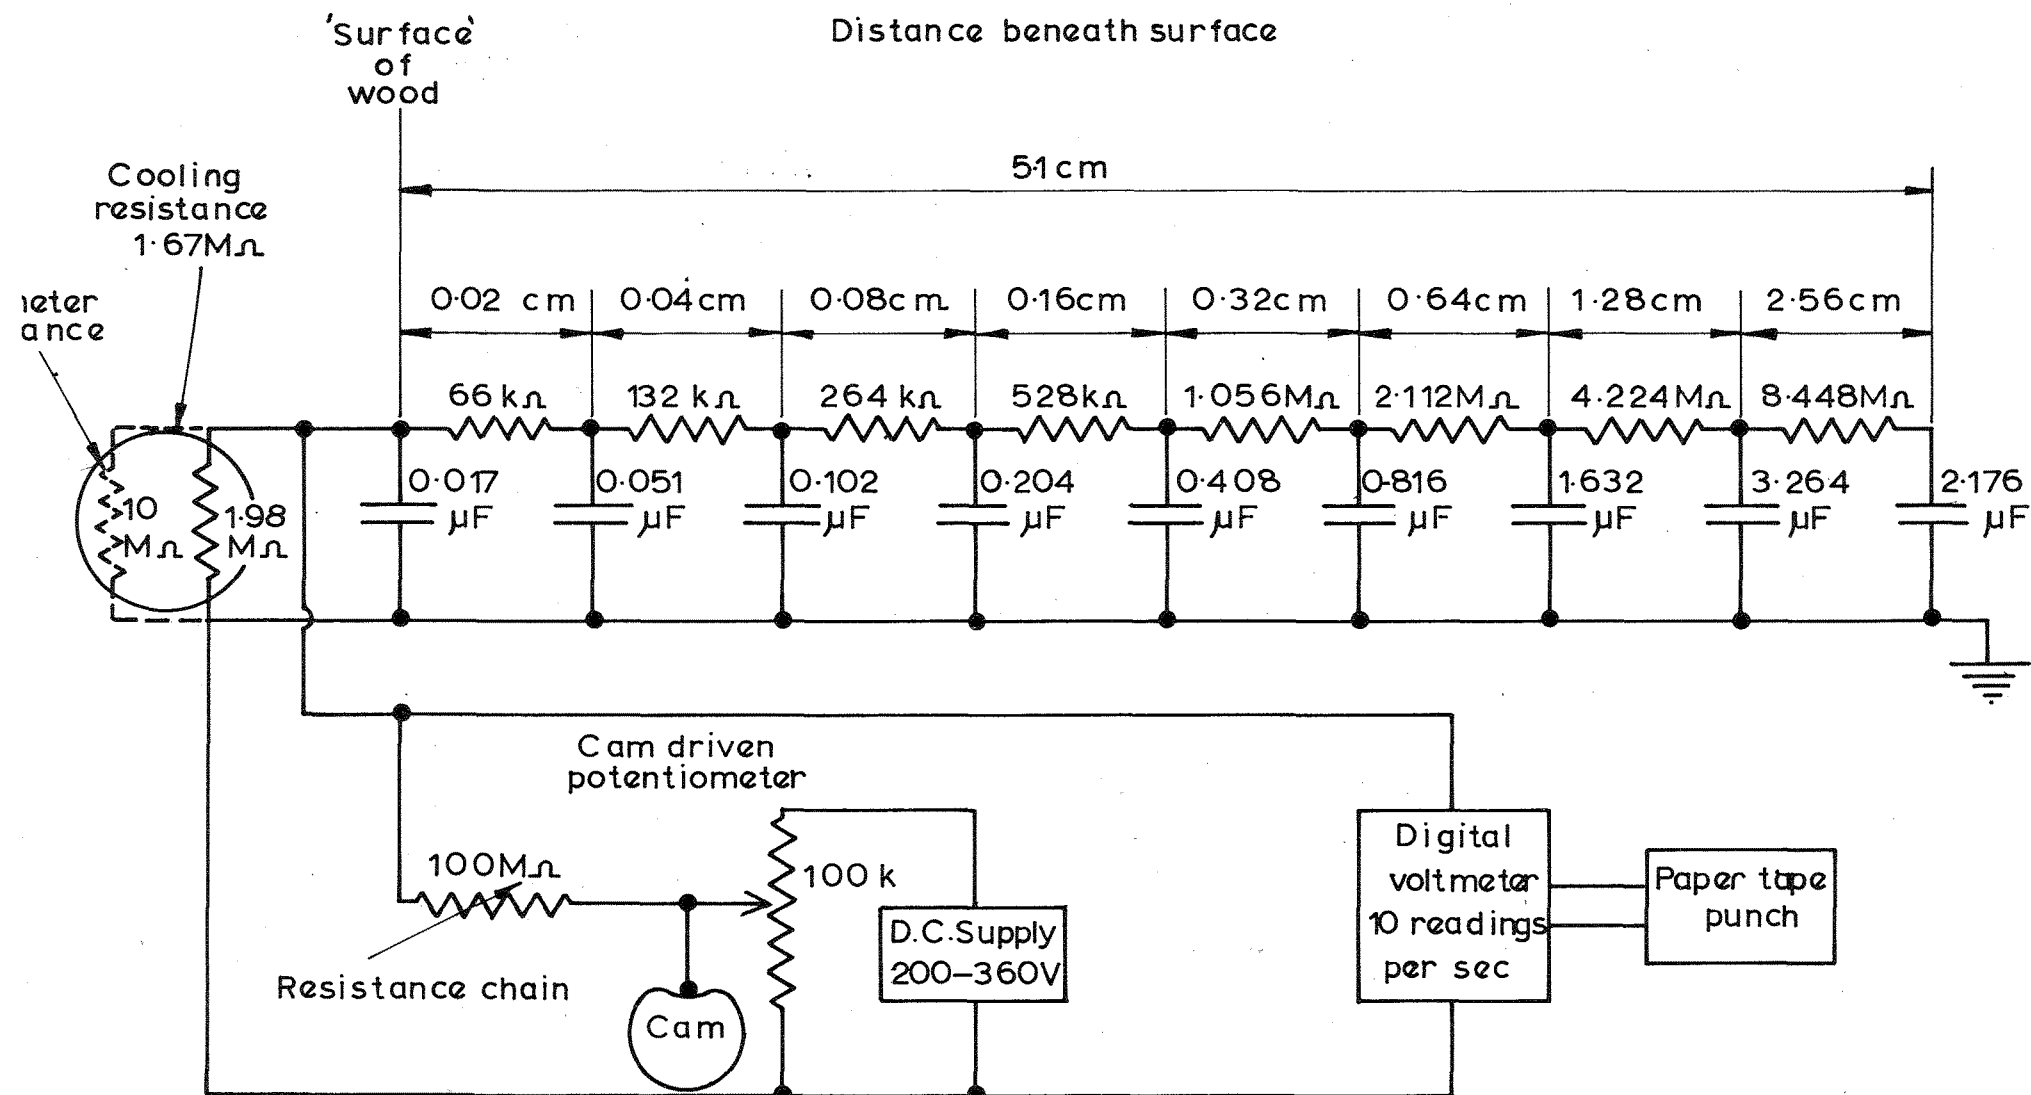 'Surface'
of
wood
Distance beneath surface
5·1 cm
Cooling
resistance
1·67MΩ
0·02 cm
0·04cm
0·08cm
0·16cm
0·32cm
0·64cm
1·28cm
2·56cm
66kΩ
132 kΩ
264 kΩ
528kΩ
1·056MΩ
2·112MΩ
4·224MΩ
8·448MΩ
0·017
µF
0·051
µF
0·102
µF
0·204
µF
0·408
µF
0·816
µF
1·632
µF
3·264
µF
2·176
µF
10
MΩ
1·98
MΩ
Cam driven
potentiometer
100MΩ
Resistance chain
Cam
100 k
D.C.Supply
200–360V
Digital
voltmeter
10 readings
per sec
Paper tape
punch